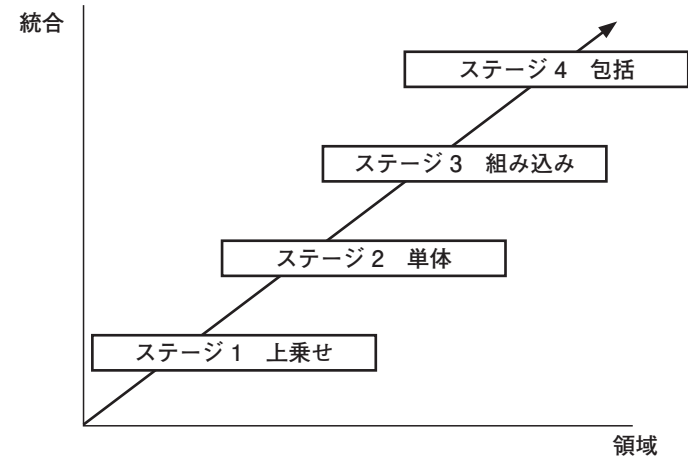 統合
ステージ 4　包括
ステージ 3　組み込み
ステージ 2　単体
ステージ 1　上乗せ
領域